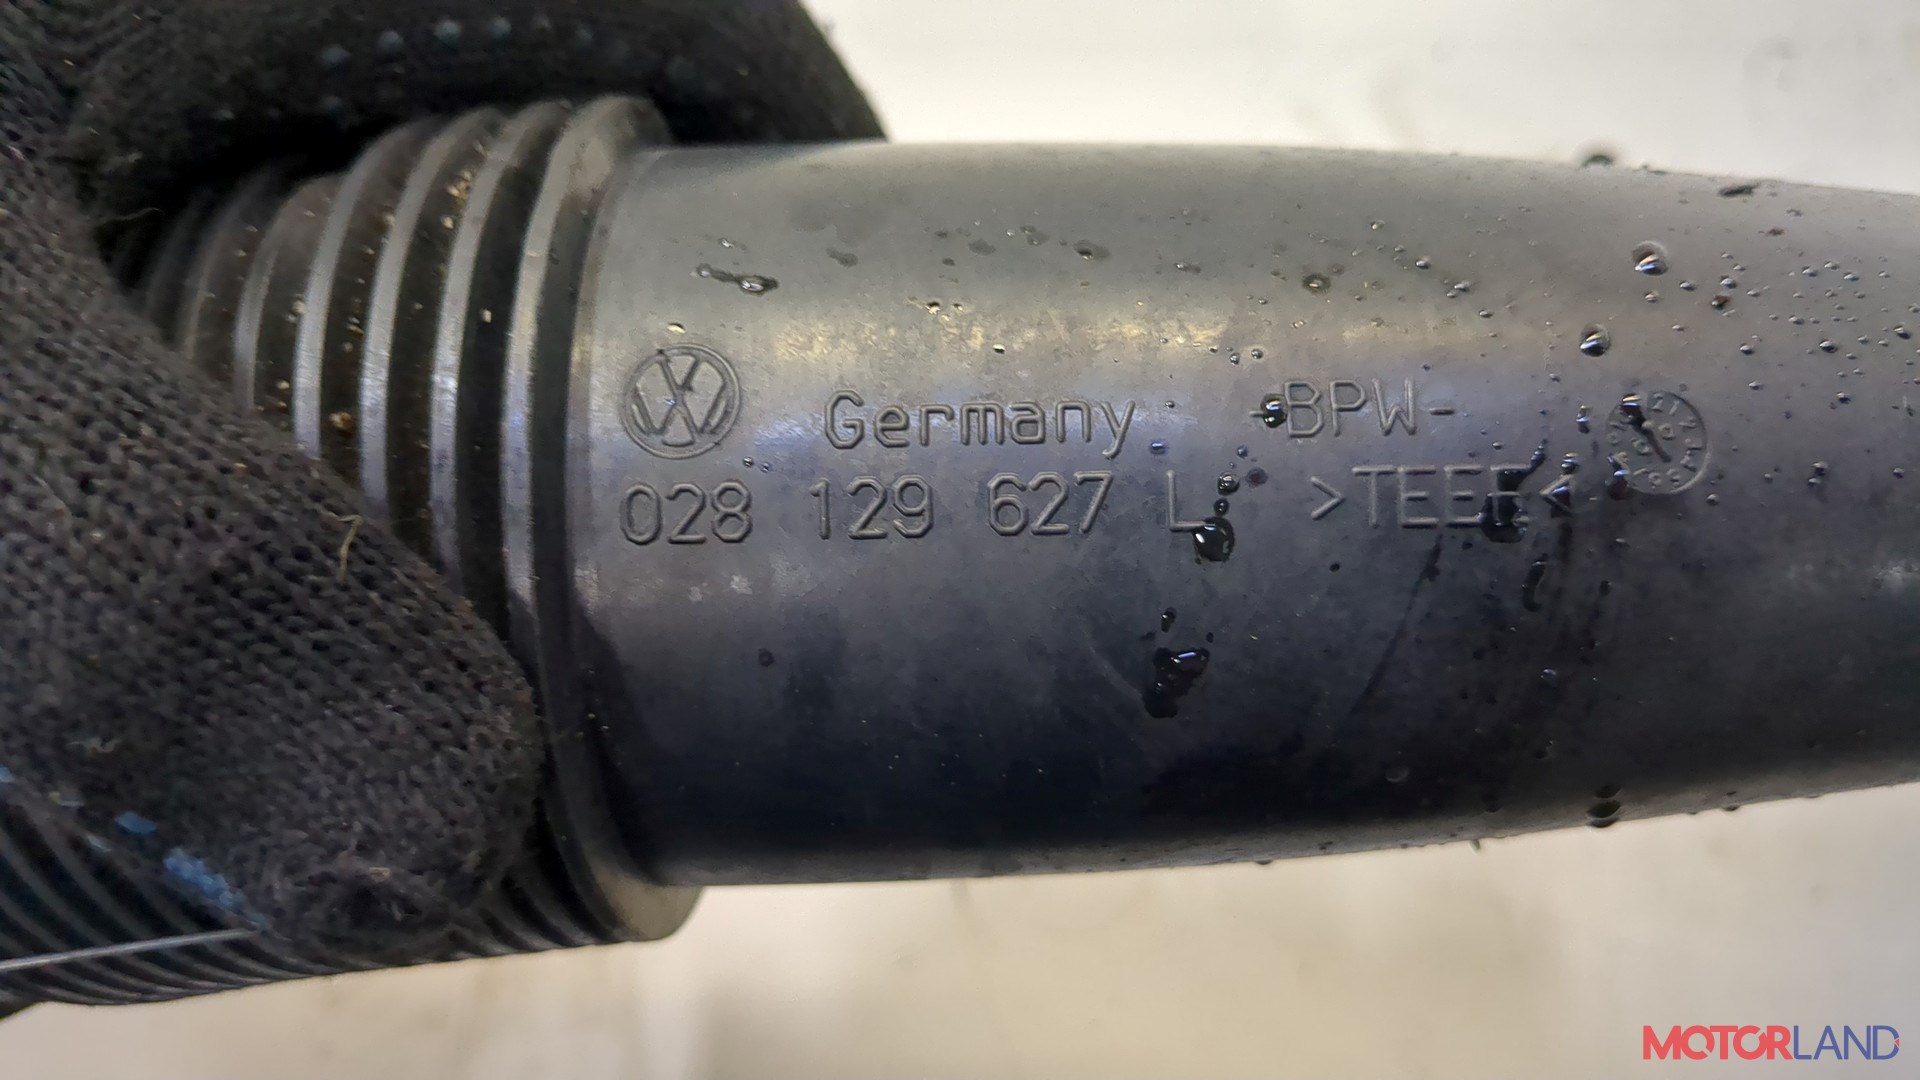 Germany -BPW-
028 129 627 L >TEEE<
MOTORLAND